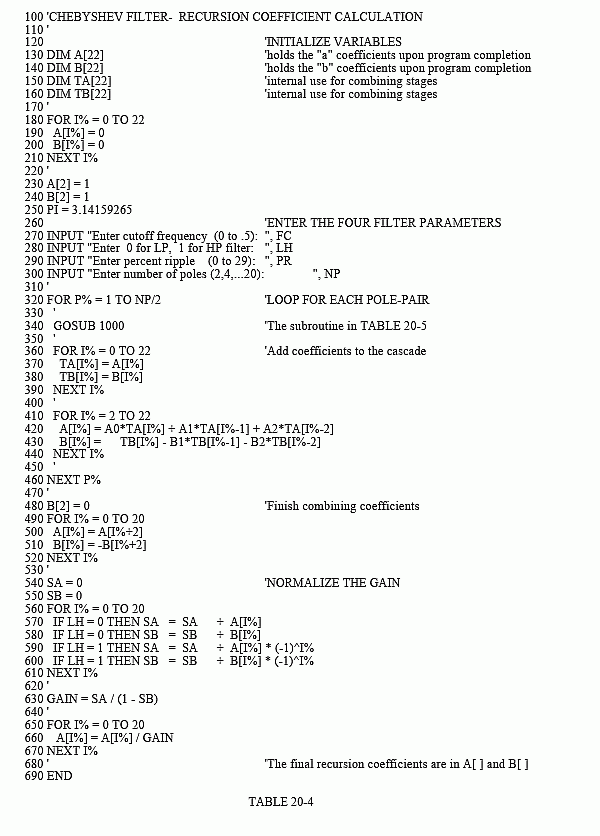 100 'CHEBYSHEV FILTER-  RECURSION COEFFICIENT CALCULATION
110 '
120                                 'INITIALIZE VARIABLES
130 DIM A[22]                       'holds the "a" coefficients upon program completion
140 DIM B[22]                       'holds the "b" coefficients upon program completion
150 DIM TA[22]                      'internal use for combining stages
160 DIM TB[22]                      'internal use for combining stages
170 '
180 FOR I% = 0 TO 22
190   A[I%] = 0
200   B[I%] = 0
210 NEXT I%
220 '
230 A[2] = 1
240 B[2] = 1
250 PI = 3.14159265
260                                 'ENTER THE FOUR FILTER PARAMETERS
270 INPUT "Enter cutoff frequency  (0 to .5):  ", FC
280 INPUT "Enter  0 for LP,  1 for HP filter:  ", LH
290 INPUT "Enter percent ripple    (0 to 29):  ", PR
300 INPUT "Enter number of poles (2,4,...20):   ", NP
310 '
320 FOR P% = 1 TO NP/2              'LOOP FOR EACH POLE-PAIR
330   '
340   GOSUB 1000                    'The subroutine in TABLE 20-5
350   '
360   FOR I% = 0 TO 22              'Add coefficients to the cascade
370     TA[I%] = A[I%]
380     TB[I%] = B[I%]
390   NEXT I%
400   '
410   FOR I% = 2 TO 22
420     A[I%] = A0*TA[I%] + A1*TA[I%-1] + A2*TA[I%-2]
430     B[I%] =      TB[I%] - B1*TB[I%-1] - B2*TB[I%-2]
440   NEXT I%
450   '
460 NEXT P%
470 '
480 B[2] = 0                        'Finish combining coefficients
490 FOR I% = 0 TO 20
500   A[I%] = A[I%+2]
510   B[I%] = -B[I%+2]
520 NEXT I%
530 '
540 SA = 0                          'NORMALIZE THE GAIN
550 SB = 0
560 FOR I% = 0 TO 20
570   IF LH = 0 THEN SA  =  SA  +  A[I%]
580   IF LH = 0 THEN SB  =  SB  +  B[I%]
590   IF LH = 1 THEN SA  =  SA  +  A[I%] * (-1)^I%
600   IF LH = 1 THEN SB  =  SB  +  B[I%] * (-1)^I%
610 NEXT I%
620 '
630 GAIN = SA / (1 - SB)
640 '
650 FOR I% = 0 TO 20
660   A[I%] = A[I%] / GAIN
670 NEXT I%
680 '                               'The final recursion coefficients are in A[ ] and B[ ]
690 END
TABLE 20-4